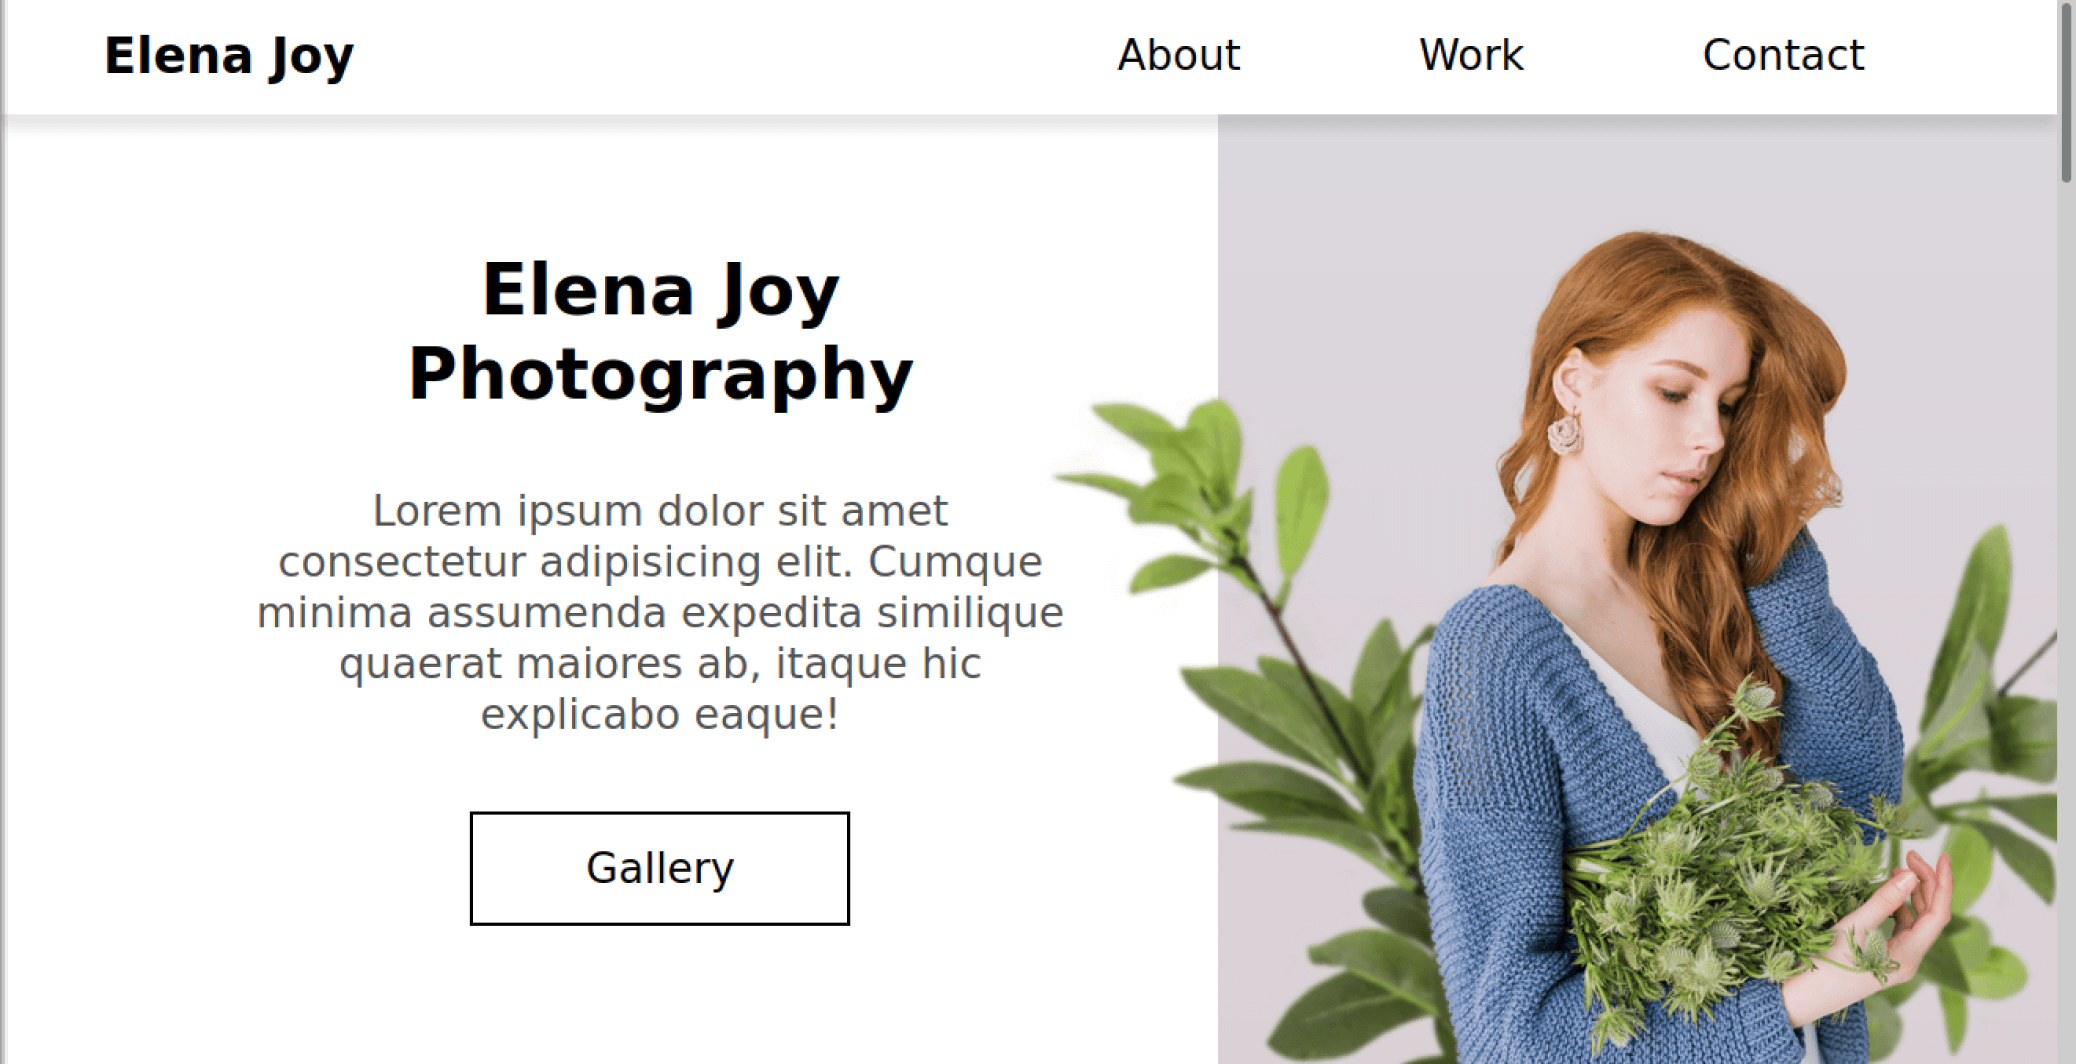 Elena Joy
About Work Contact
Elena Joy
Photography
Lorem ipsum dolor sit amet
consectetur adipisicing elit. Cumque
minima assumenda expedita similique
quaerat maiores ab, itaque hic
explicabo eaque!
Gallery